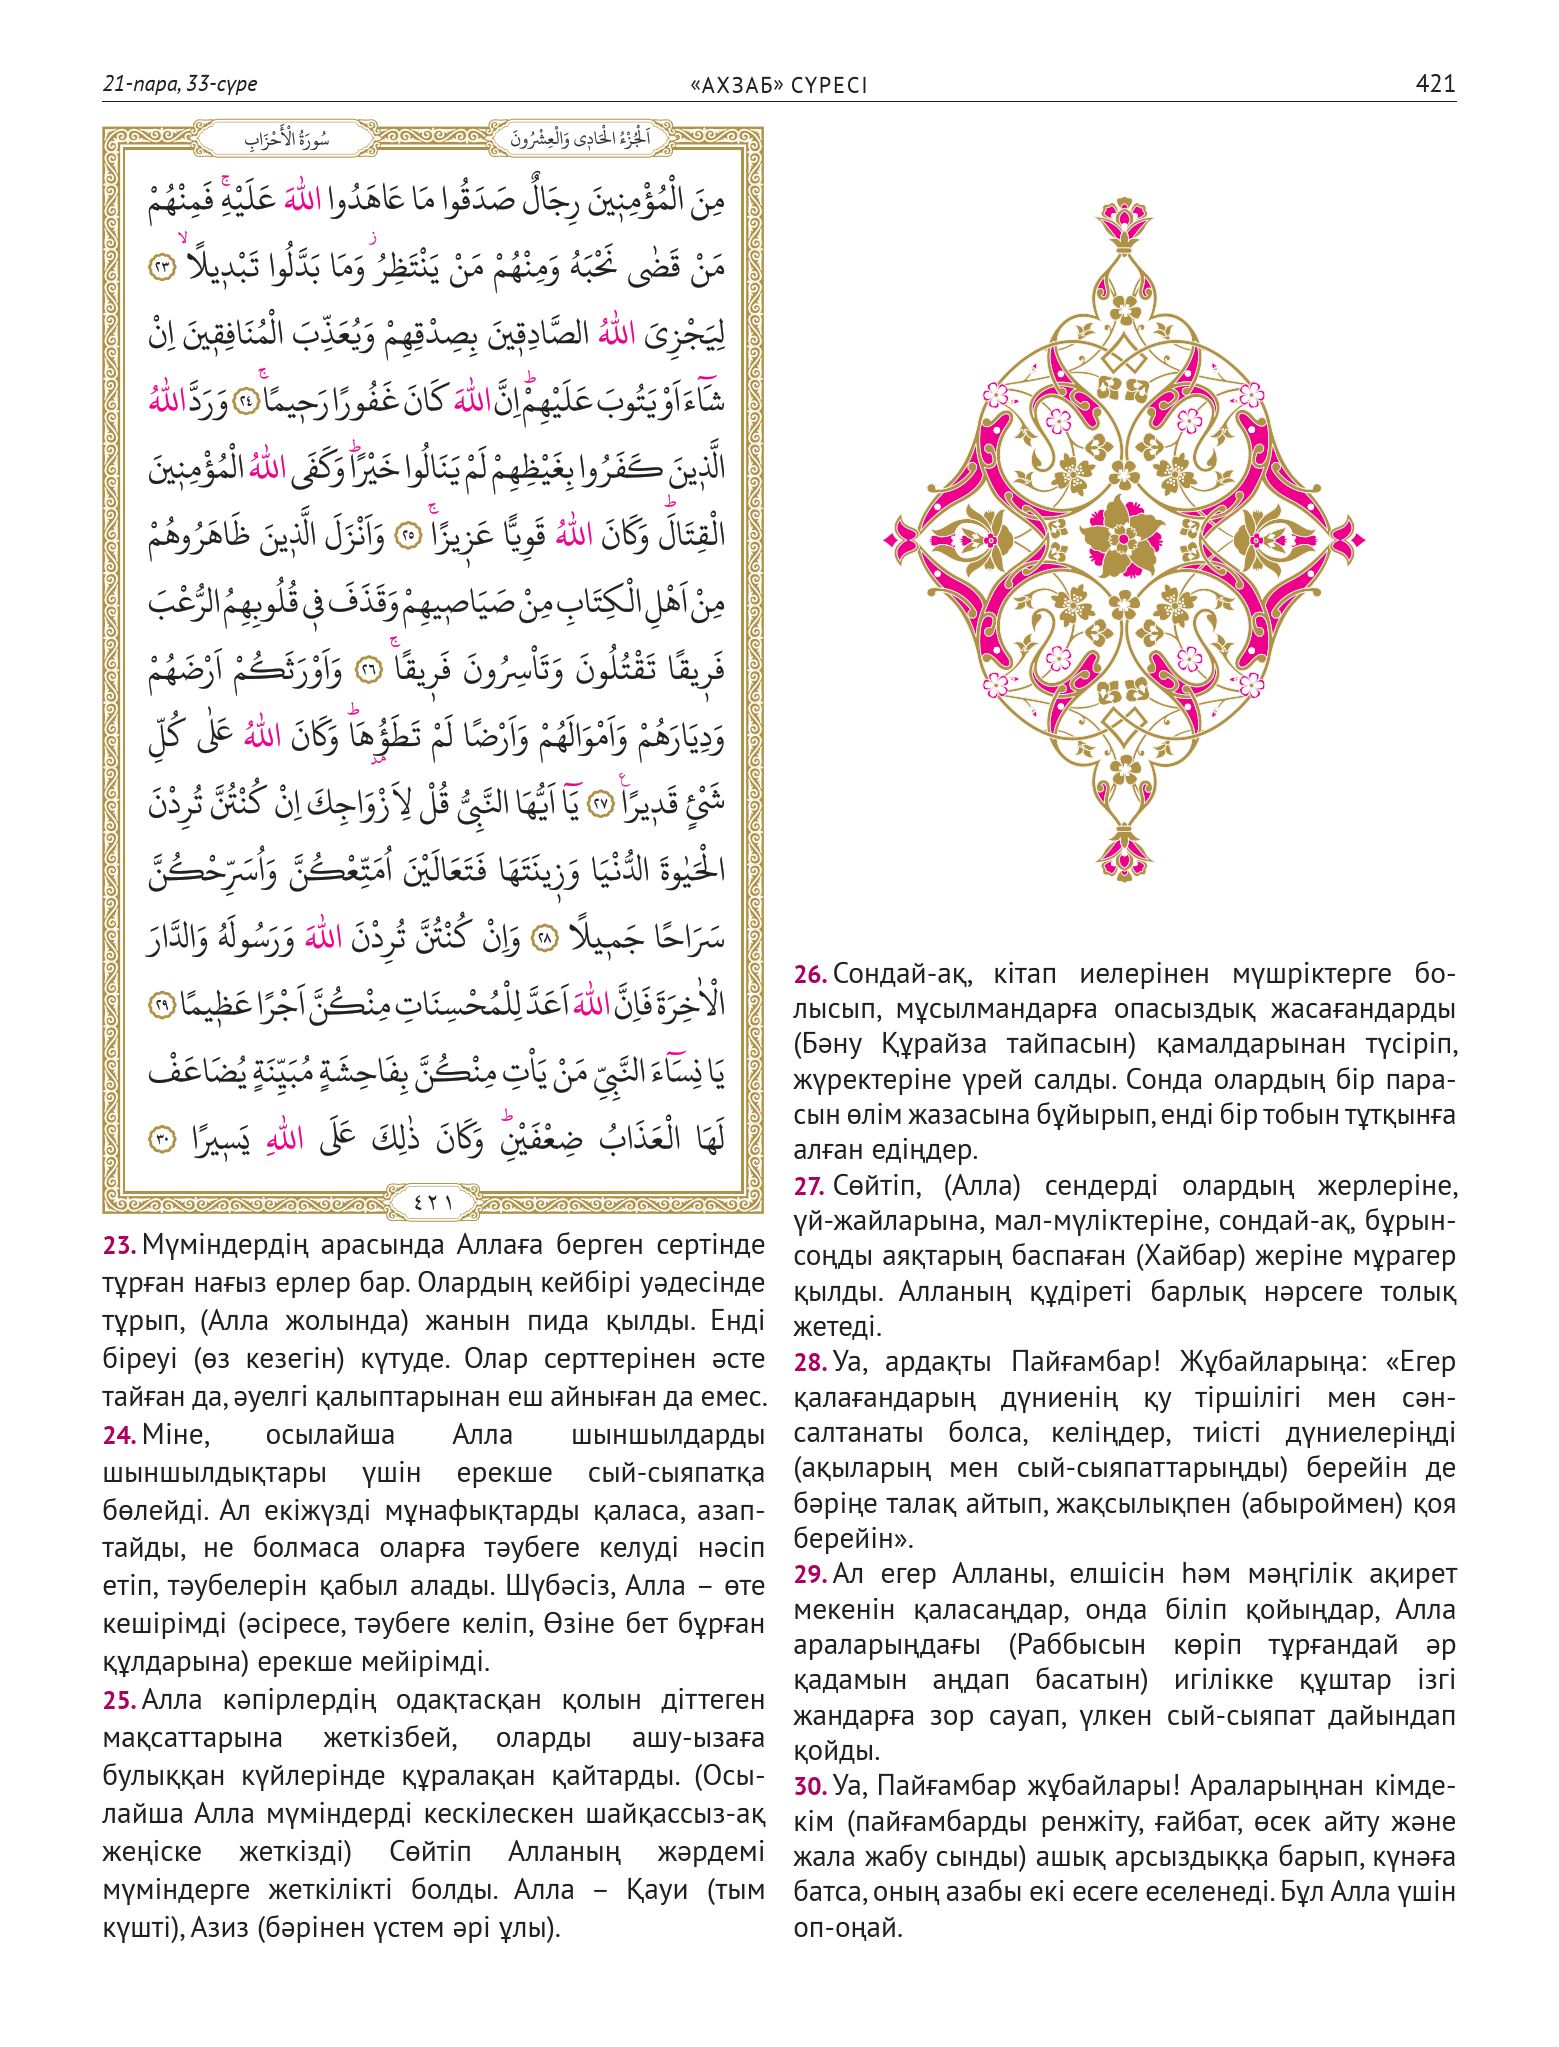 21-пара, 33-сүре
«АХЗАБ» СҮРЕСІ
421
سُورَةُ الْأَحْزَابِ
اَلْجُزْءُ الْحَادِى وَالْعِشْرُونَ
مِنَ الْمُؤْمِنِينَ رِجَالٌ صَدَقُوا مَا عَاهَدُوا اللّٰهَ عَلَيْهِۚ فَمِنْهُمْ
مَنْ قَضٰى نَحْبَهُ وَمِنْهُمْ مَنْ يَنْتَظِرُۘ وَمَا بَدَّلُوا تَبْدِيلًاۙ ﴿٢٣﴾
لِيَجْزِىَ اللّٰهُ الصَّادِقِينَ بِصِدْقِهِمْ وَيُعَذِّبَ الْمُنَافِقِينَ اِنْ
شَآءَ اَوْ يَتُوبَ عَلَيْهِمْؕ اِنَّ اللّٰهَ كَانَ غَفُورًا رَحِيمًاۚ ﴿٢٤﴾ وَرَدَّ اللّٰهُ
الَّذِينَ كَفَرُوا بِغَيْظِهِمْ لَمْ يَنَالُوا خَيْرًاؕ وَكَفَى اللّٰهُ الْمُؤْمِنِينَ
الْقِتَالَؕ وَكَانَ اللّٰهُ قَوِيًّا عَزِيزًاۚ ﴿٢٥﴾ وَاَنْزَلَ الَّذِينَ ظَاهَرُوهُمْ
مِنْ اَهْلِ الْكِتَابِ مِنْ صَيَاصِيهِمْ وَقَذَفَ فِى قُلُوبِهِمُ الرُّعْبَ
فَرِيقًا تَقْتُلُونَ وَتَأْسِرُونَ فَرِيقًاۚ ﴿٢٦﴾ وَاَوْرَثَكُمْ اَرْضَهُمْ
وَدِيَارَهُمْ وَاَمْوَالَهُمْ وَاَرْضًا لَمْ تَطَؤُهَاؕ وَكَانَ اللّٰهُ عَلٰى كُلِّ
شَىْءٍ قَدِيرًا ﴿٢٧﴾ يَآ اَيُّهَا النَّبِىُّ قُلْ لِاَزْوَاجِكَ اِنْ كُنْتُنَّ تُرِدْنَ
الْحَيٰوةَ الدُّنْيَا وَزِينَتَهَا فَتَعَالَيْنَ اُمَتِّعْكُنَّ وَاُسَرِّحْكُنَّ
سَرَاحًا جَمِيلًا ﴿٢٨﴾ وَاِنْ كُنْتُنَّ تُرِدْنَ اللّٰهَ وَرَسُولَهُ وَالدَّارَ
الْاٰخِرَةَ فَاِنَّ اللّٰهَ اَعَدَّ لِلْمُحْسِنَاتِ مِنْكُنَّ اَجْرًا عَظِيمًا ﴿٢٩﴾
يَا نِسَآءَ النَّبِىِّ مَنْ يَأْتِ مِنْكُنَّ بِفَاحِشَةٍ مُبَيِّنَةٍ يُضَاعَفْ
لَهَا الْعَذَابُ ضِعْفَيْنِؕ وَكَانَ ذٰلِكَ عَلَى اللّٰهِ يَسِيرًا ﴿٣٠﴾
٤٢١
23. Мүміндердің арасында Аллаға берген сертінде
тұрған нағыз ерлер бар. Олардың кейбірі уәдесінде
тұрып, (Алла жолында) жанын пида қылды. Енді
біреуі (өз кезегін) күтуде. Олар серттерінен әсте
тайған да, әуелгі қалыптарынан еш айныған да емес.
24. Міне, осылайша Алла шыншылдарды
шыншылдықтары үшін ерекше сый-сыяпатқа
бөлейді. Ал екіжүзді мұнафықтарды қаласа, азап-
тайды, не болмаса оларға тәубеге келуді нәсіп
етіп, тәубелерін қабыл алады. Шүбәсіз, Алла – өте
кешірімді (әсіресе, тәубеге келіп, Өзіне бет бұрған
құлдарына) ерекше мейірімді.
25. Алла кәпірлердің одақтасқан қолын діттеген
мақсаттарына жеткізбей, оларды ашу-ызаға
булыққан күйлерінде құралақан қайтарды. (Осы-
лайша Алла мүміндерді кескілескен шайқассыз-ақ
жеңіске жеткізді) Сөйтіп Алланың жәрдемі
мүміндерге жеткілікті болды. Алла – Қауи (тым
күшті), Азиз (бәрінен үстем әрі ұлы).
26. Сондай-ақ, кітап иелерінен мүшріктерге бо-
лысып, мұсылмандарға опасыздық жасағандарды
(Бәну Құрайза тайпасын) қамалдарынан түсіріп,
жүректеріне үрей салды. Сонда олардың бір пара-
сын өлім жазасына бұйырып, енді бір тобын тұтқынға
алған едіңдер.
27. Сөйтіп, (Алла) сендерді олардың жерлеріне,
үй-жайларына, мал-мүліктеріне, сондай-ақ, бұрын-
соңды аяқтарың баспаған (Хайбар) жеріне мұрагер
қылды. Алланың құдіреті барлық нәрсеге толық
жетеді.
28. Уа, ардақты Пайғамбар! Жұбайларыңа: «Егер
қалағандарың дүниенің қу тіршілігі мен сән-
салтанаты болса, келіңдер, тиісті дүниелеріңді
(ақыларың мен сый-сыяпаттарыңды) берейін де
бәріңе талақ айтып, жақсылықпен (абыроймен) қоя
берейін».
29. Ал егер Алланы, елшісін һәм мәңгілік ақирет
мекенін қаласаңдар, онда біліп қойыңдар, Алла
араларыңдағы (Раббысын көріп тұрғандай әр
қадамын аңдап басатын) игілікке құштар ізгі
жандарға зор сауап, үлкен сый-сыяпат дайындап
қойды.
30. Уа, Пайғамбар жұбайлары! Араларыңнан кімде-
кім (пайғамбарды ренжіту, ғайбат, өсек айту және
жала жабу сынды) ашық арсыздыққа барып, күнәға
батса, оның азабы екі есеге еселенеді. Бұл Алла үшін
оп-оңай.